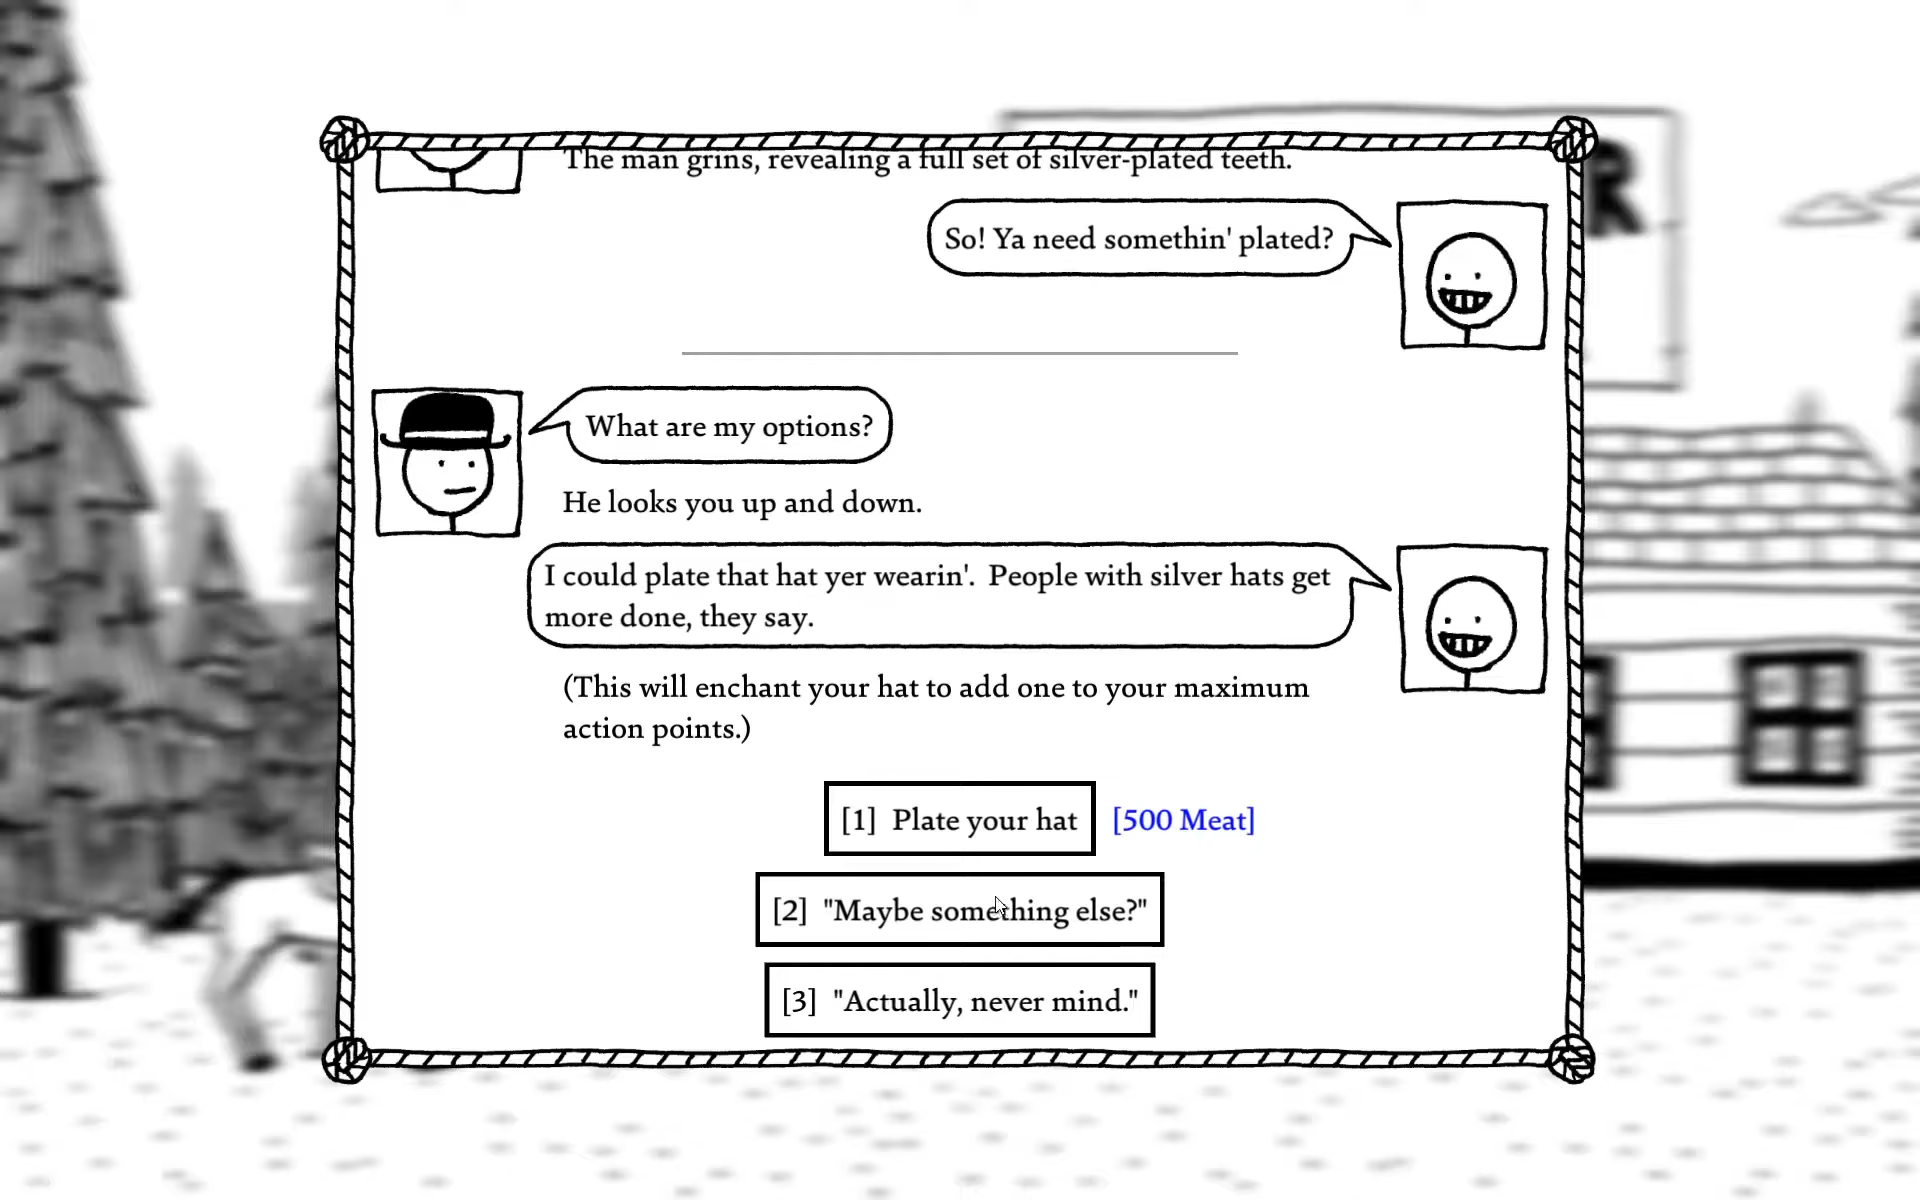 The man grins, revealing a full set of silver-plated teeth.
So! Ya need somethin' plated?
What are my options?
He looks you up and down.
I could plate that hat yer wearin'.  People with silver hats get
more done, they say.
(This will enchant your hat to add one to your maximum
action points.)
[1]  Plate your hat [500 Meat]
[2]  "Maybe something else?"
[3]  "Actually, never mind."
R